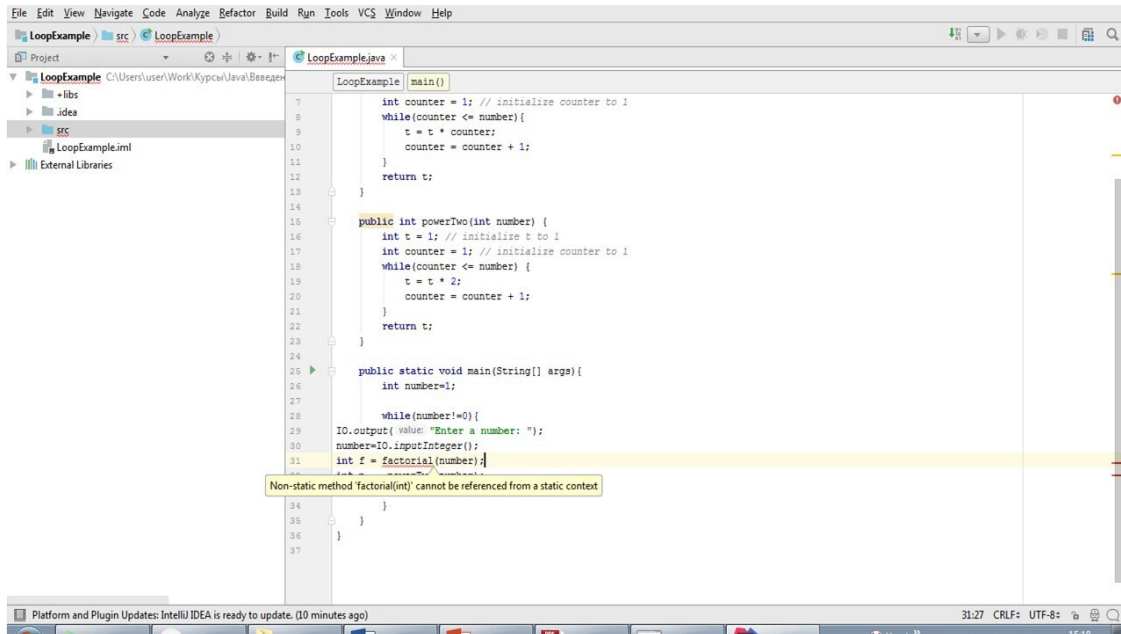 File Edit View Navigate Code Analyze Refactor Build Run Tools VCS Window Help
LoopExample src LoopExample
Project
LoopExample.java
LoopExample C:\Users\user\Work\Курсы\Java\Введен
+libs
.idea
src
LoopExample.iml
External Libraries
LoopExample main()
7 int counter = 1; // initialize counter to 1
8 while(counter <= number){
9 t = t * counter;
10 counter = counter + 1;
11 }
12 return t;
13 }
14
15 public int powerTwo(int number) {
16 int t = 1; // initialize t to 1
17 int counter = 1; // initialize counter to 1
18 while(counter <= number) {
19 t = t * 2;
20 counter = counter + 1;
21 }
22 return t;
23 }
24
25 public static void main(String[] args){
26 int number=1;
27
28 while(number!=0){
29 IO.output( value: "Enter a number: ");
30 number=IO.inputInteger();
31 int f = factorial(number);
Non-static method 'factorial(int)' cannot be referenced from a static context
34 }
35 }
36 }
37
Platform and Plugin Updates: IntelliJ IDEA is ready to update. (10 minutes ago)
31:27 CRLF UTF-8